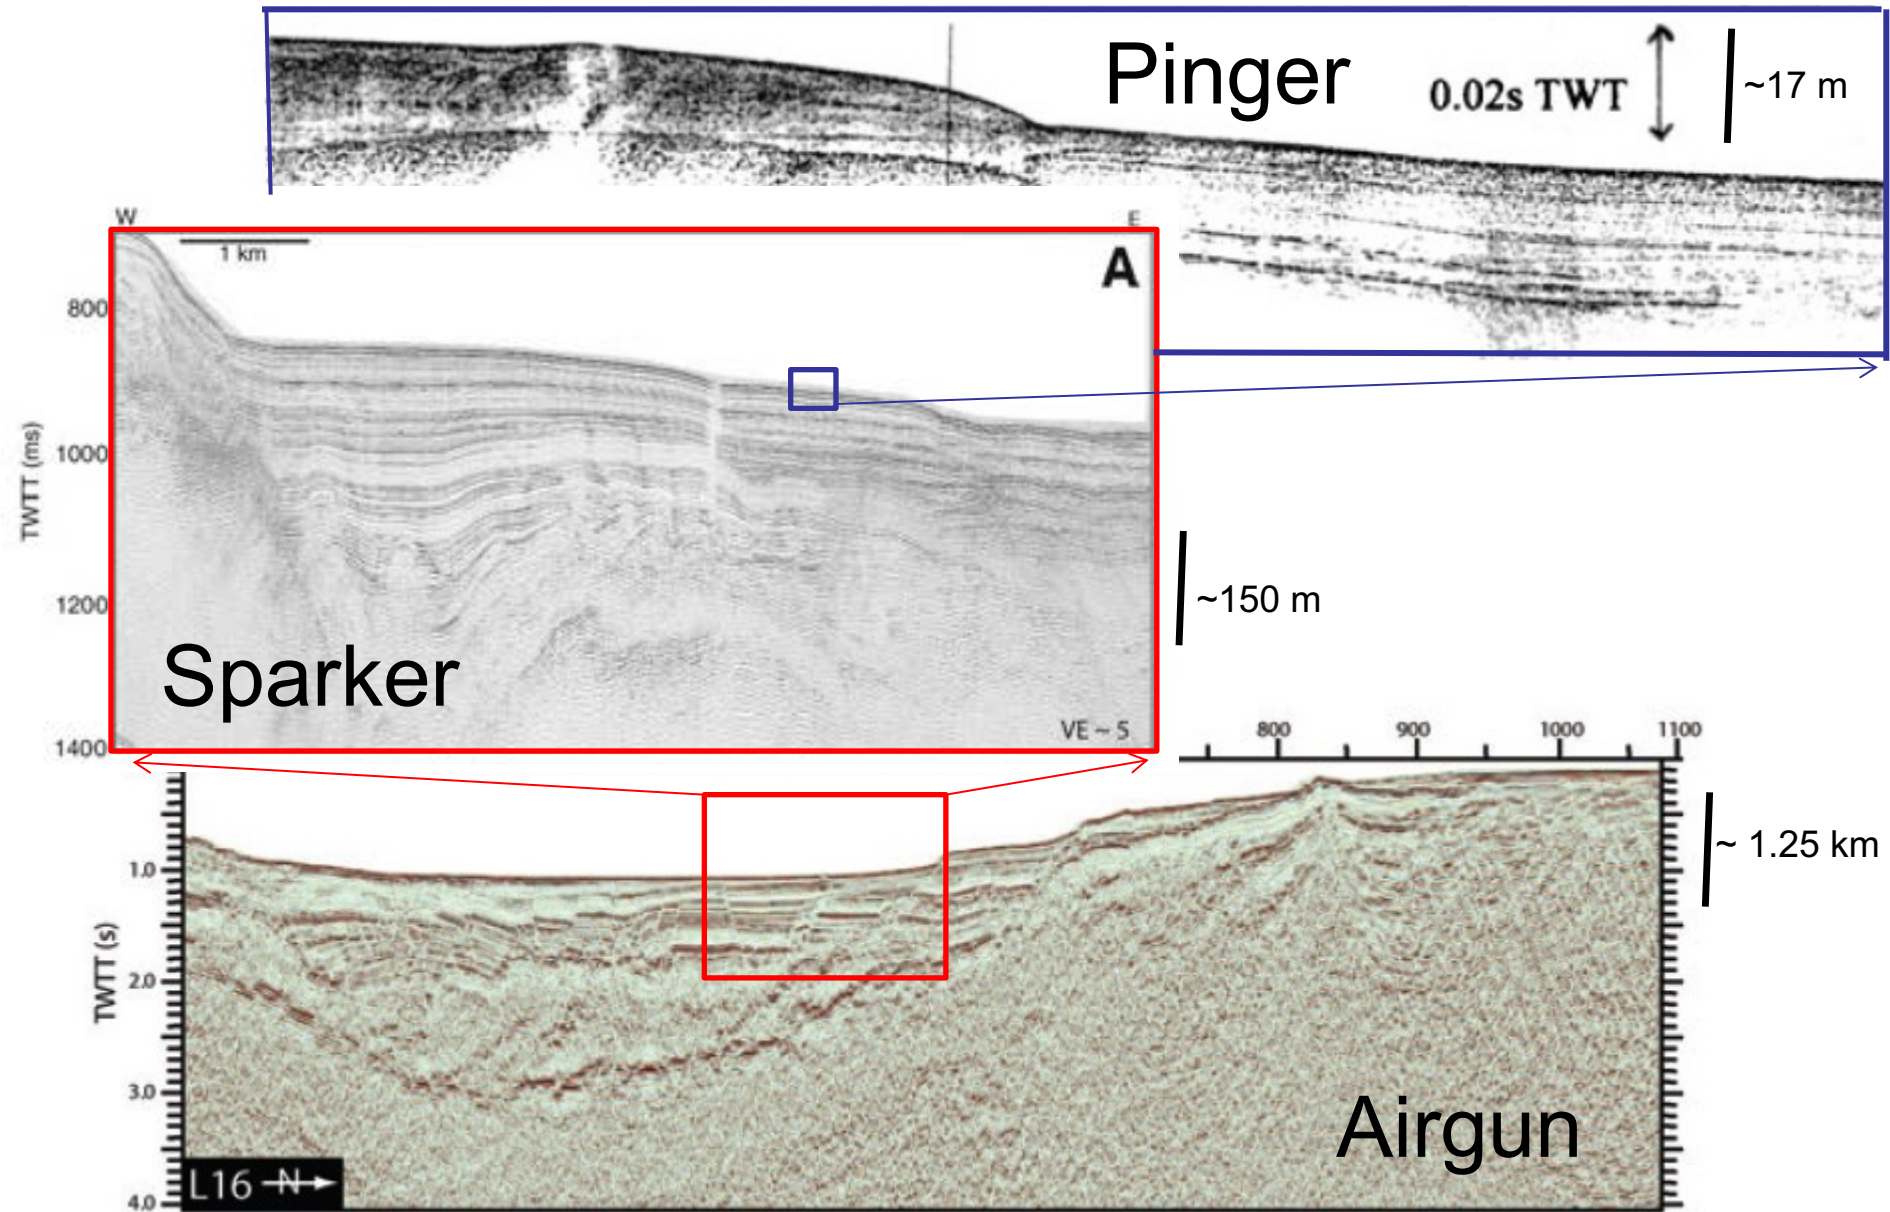 Pinger
0.02s TWT
~17 m
W
E
1 km
A
800
1000
1200
1400
TWTT (ms)
~150 m
Sparker
VE ~ 5
800
900
1000
1100
~ 1.25 km
1.0
2.0
3.0
4.0
TWTT (s)
Airgun
L16 N